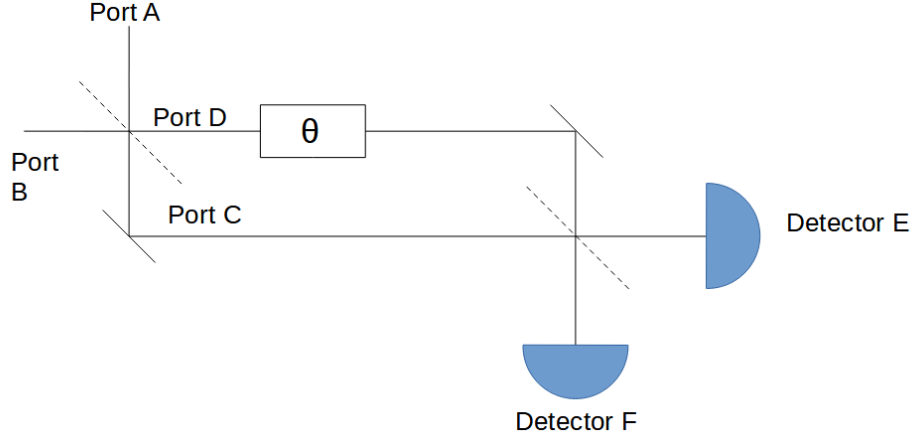 Port A
Port D
θ
Port
B
Port C
Detector E
Detector F